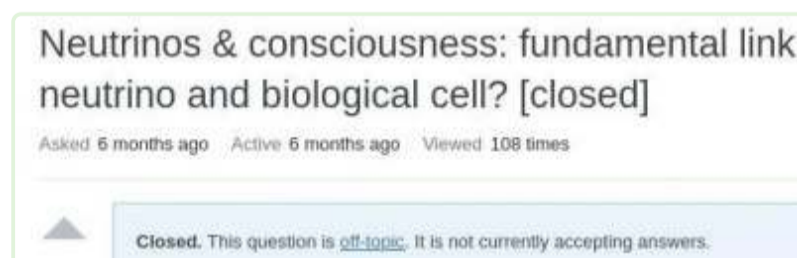 Neutrinos & consciousness: fundamental link
neutrino and biological cell? [closed]
Asked 6 months ago Active 6 months ago Viewed 108 times
Closed. This question is off-topic. It is not currently accepting answers.